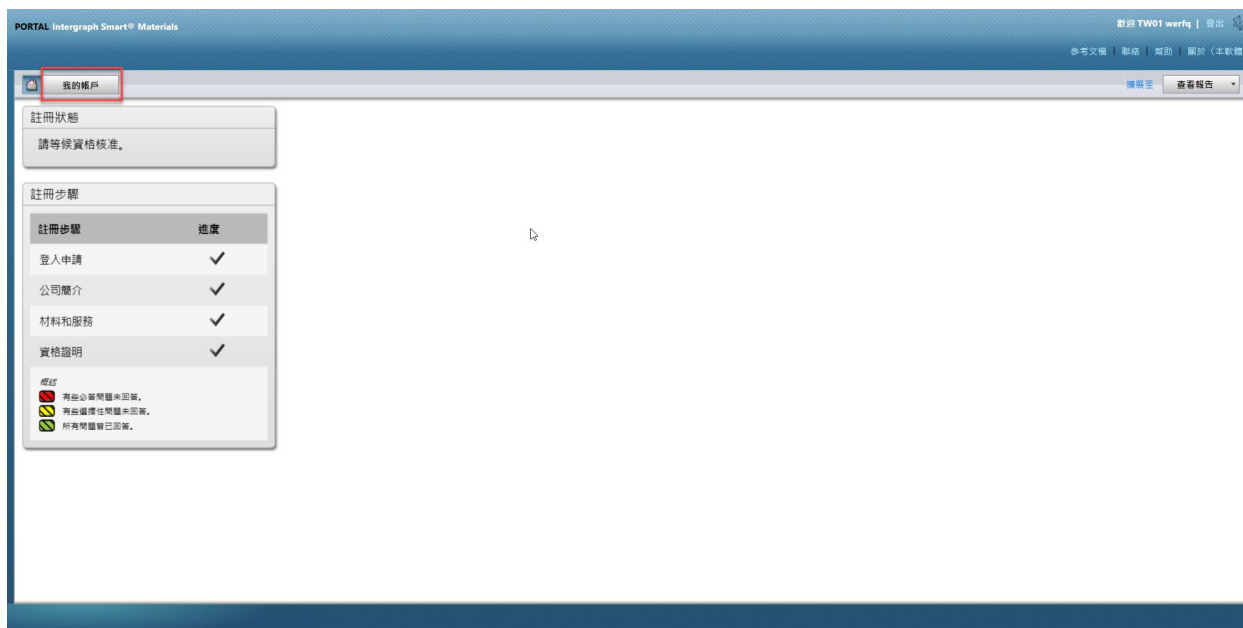 PORTAL Intergraph Smart® Materials
歡迎 TW01 werfq | 登出
參考文檔 | 聯絡 | 幫助 | 關於（本軟體
我的帳戶
擴展至 查看報告
註冊狀態
請等候資格核准。
註冊步驟
註冊步驟 進度
登入申請
公司簡介
材料和服務
資格證明
概述
有些必答問題未回答。
有些選擇性問題未回答。
所有問題皆已回答。